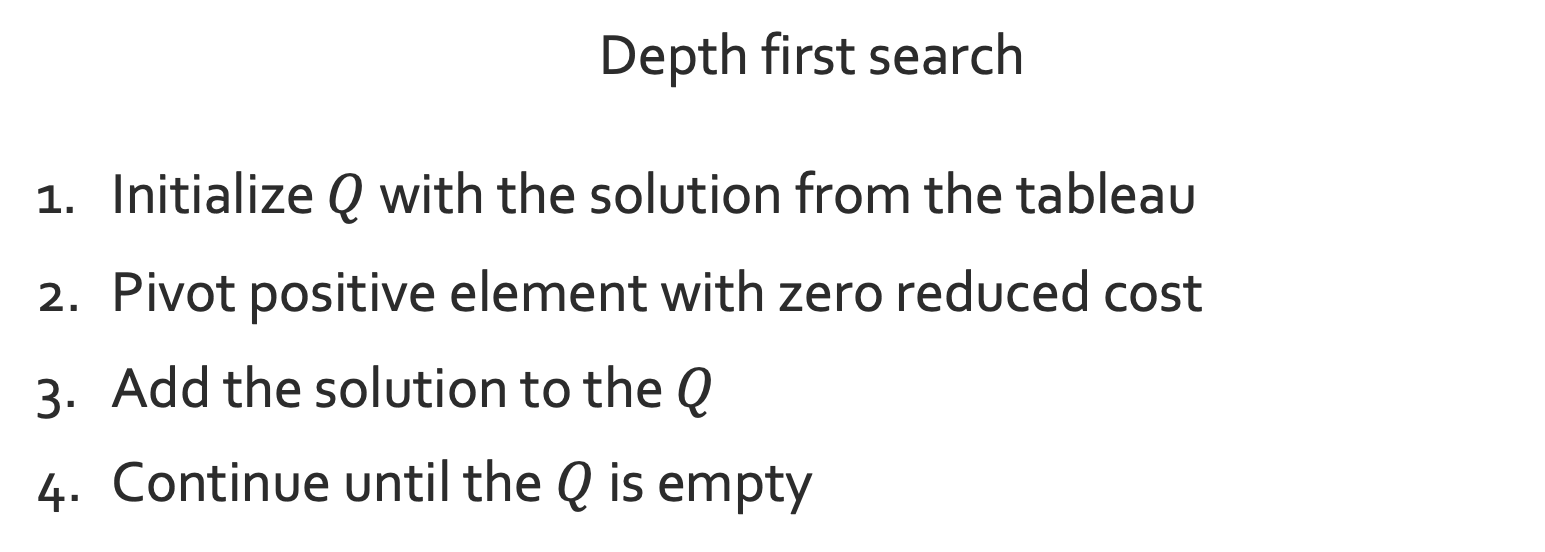 Depth first search
1. Initialize Q with the solution from the tableau
2. Pivot positive element with zero reduced cost
3. Add the solution to the Q
4. Continue until the Q is empty